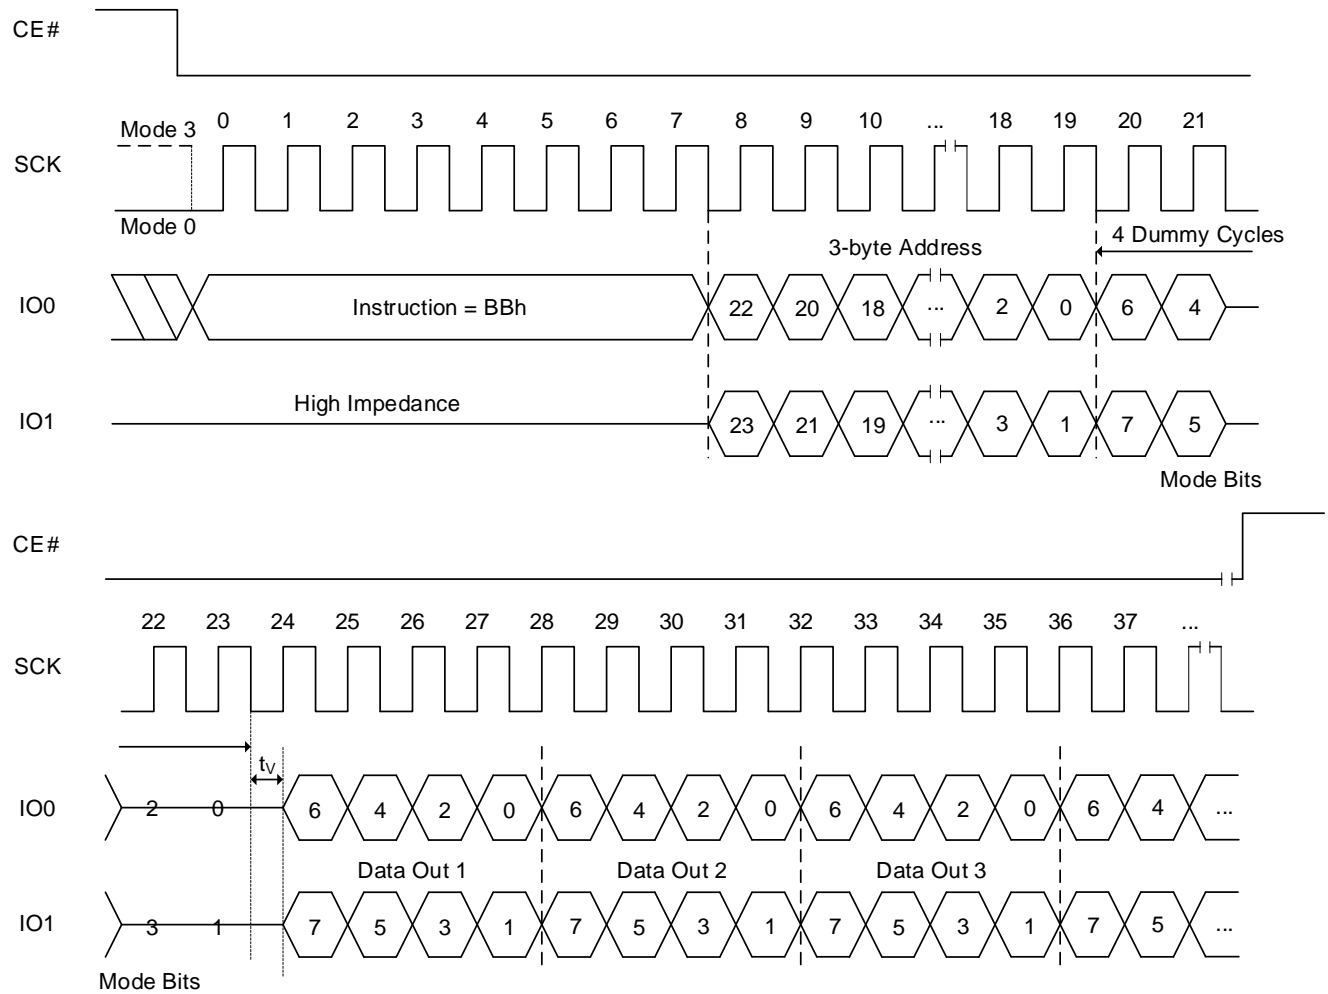 CE#
Mode 3 0 1 2 3 4 5 6 7 8 9 10 ... 18 19 20 21
SCK
Mode 0
3-byte Address 4 Dummy Cycles
IO0 Instruction = BBh 22 20 18 ... 2 0 6 4
High Impedance
IO1 23 21 19 ... 3 1 7 5
Mode Bits
CE#
22 23 24 25 26 27 28 29 30 31 32 33 34 35 36 37 ...
SCK
tV
IO0 2 0 6 4 2 0 6 4 2 0 6 4 2 0 6 4 ...
Data Out 1 Data Out 2 Data Out 3
IO1 3 1 7 5 3 1 7 5 3 1 7 5 3 1 7 5 ...
Mode Bits